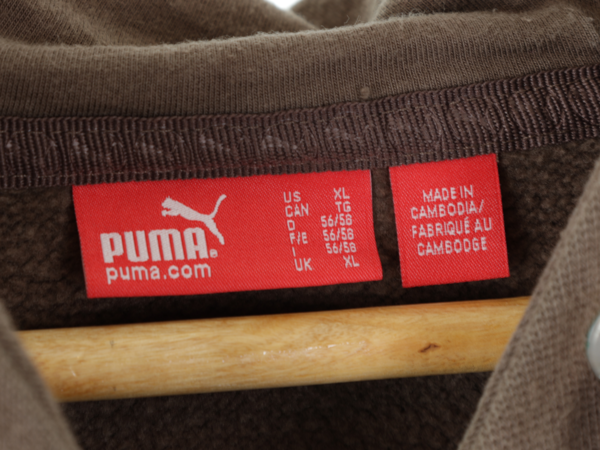 PUMA®
puma.com
US XL
CAN TG
D 56/58
F/E 56/58
I 56/58
UK XL
MADE IN
CAMBODIA/
FABRIQUÉ AU
CAMBODGE